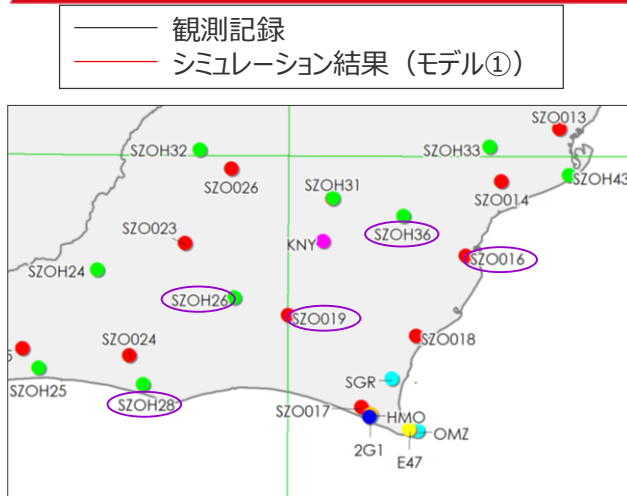 観測記録
シミュレーション結果（モデル①）
SZO013
SZOH32
SZOH33
SZO026
SZOH43
SZOH31
SZO014
SZO023
KNY
SZOH36
SZO016
SZOH24
SZOH26
SZO019
SZO024
SZO018
5
SZOH25
SGR
SZOH28
SZO017
HMO
OMZ
2G1
E47